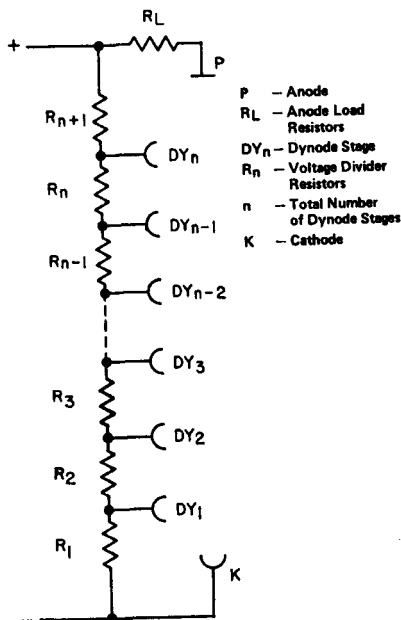 RL
+
P
P – Anode
RL – Anode Load
Resistors
DYn – Dynode Stage
Rn – Voltage Divider
Resistors
n – Total Number
of Dynode Stages
K – Cathode
Rn+1
DYn
Rn
DYn-1
Rn-1
DYn-2
DY3
R3
DY2
R2
DY1
R1
K
–